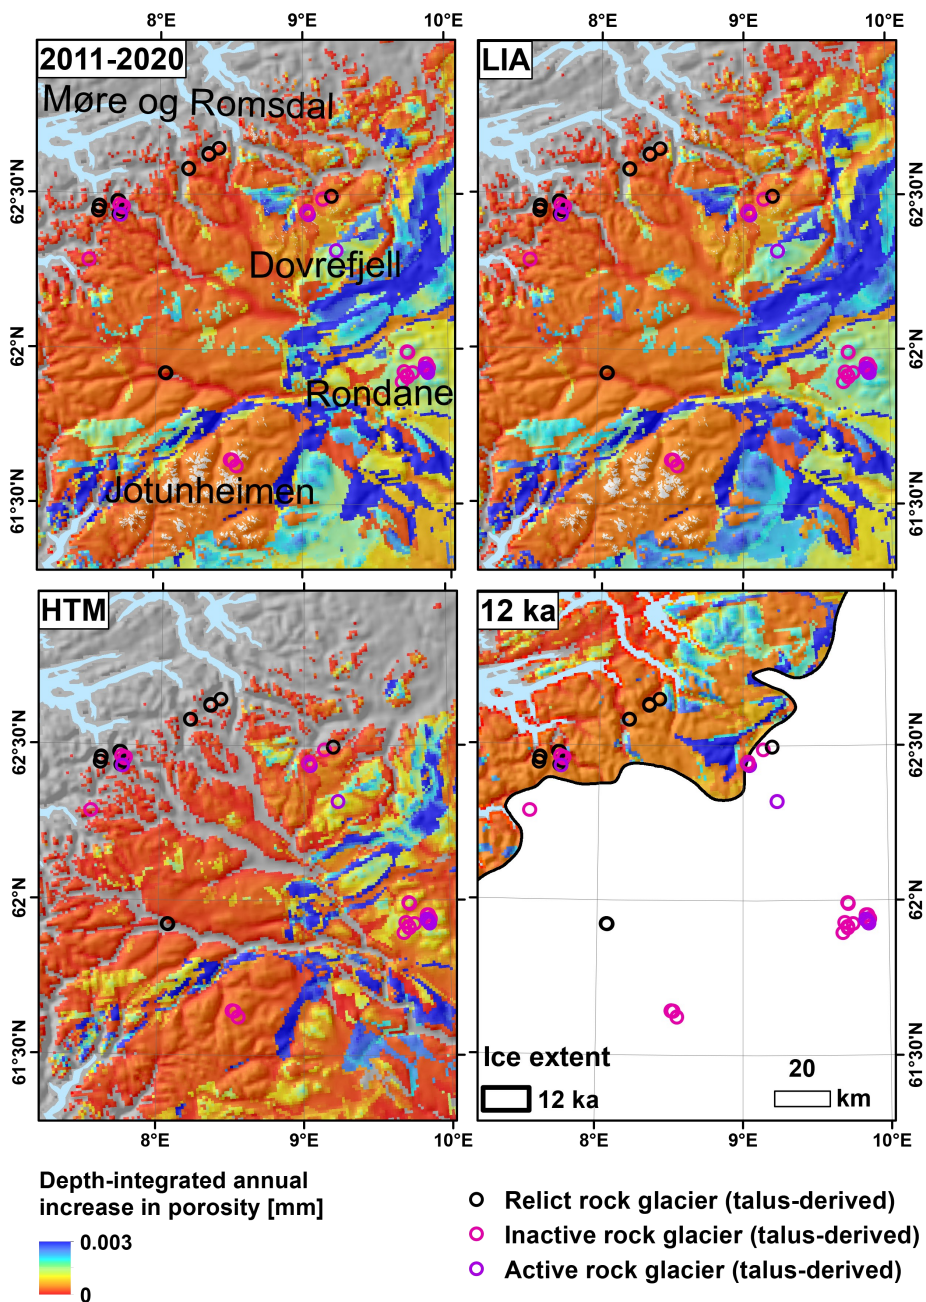 8°E 9°E 10°E 8°E 9°E 10°E
2011-2020
LIA
Møre og Romsdal
62°30'N
62°30'N
Dovrefjell
62°N
62°N
Rondane
Jotunheimen
61°30'N
61°30'N
HTM
12 ka
62°30'N
62°30'N
62°N
62°N
61°30'N
61°30'N
Ice extent
12 ka
20
km
8°E 9°E 10°E 8°E 9°E 10°E
Depth-integrated annual
increase in porosity [mm]
0.003
0
Relict rock glacier (talus-derived)
Inactive rock glacier (talus-derived)
Active rock glacier (talus-derived)